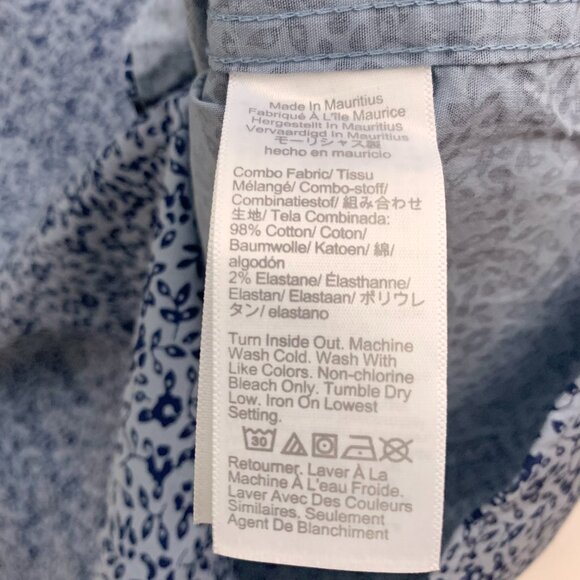 Made In Mauritius
Fabriqué À L'île Maurice
Hergestellt In Mauritius
Vervaardigd In Mauritius
モーリシャス製
hecho en mauricio
Combo Fabric/ Tissu
Mélangé/ Combo-stoff/
Combinatiestof/ 組み合わせ
生地/ Tela Combinada:
98% Cotton/ Coton/
Baumwolle/ Katoen/ 綿/
algodón
2% Elastane/ Élasthanne/
Elastan/ Elastaan/ ポリウレ
タン/ elastano
Turn Inside Out. Machine
Wash Cold. Wash With
Like Colors. Non-chlorine
Bleach Only. Tumble Dry
Low. Iron On Lowest
Setting.
30
Retourner. Laver À La
Machine À L'eau Froide.
Laver Avec Des Couleurs
Similaires. Seulement
Agent De Blanchiment